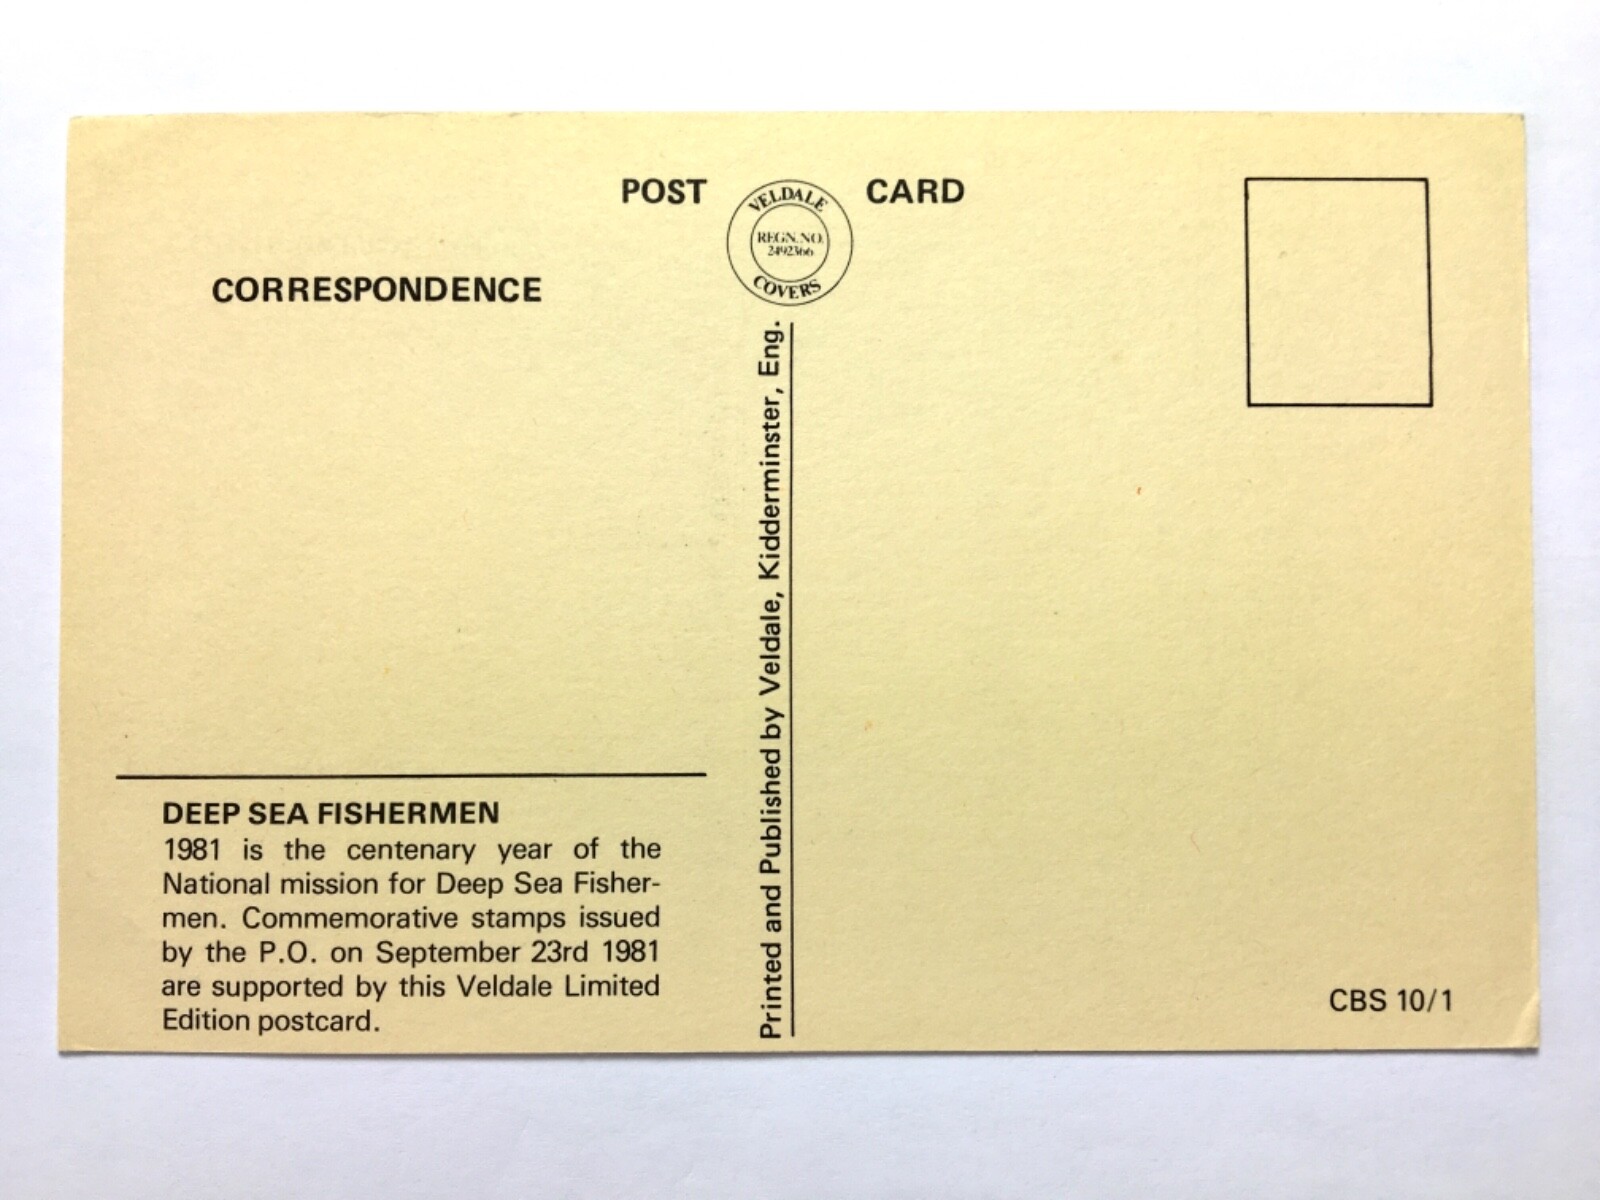 POST CARD
VELDALE
REGN. NO.
2492366
COVERS
CORRESPONDENCE
Printed and Published by Veldale, Kidderminster, Eng.
DEEP SEA FISHERMEN
1981 is the centenary year of the
National mission for Deep Sea Fisher-
men. Commemorative stamps issued
by the P.O. on September 23rd 1981
are supported by this Veldale Limited
Edition postcard.
CBS 10/1